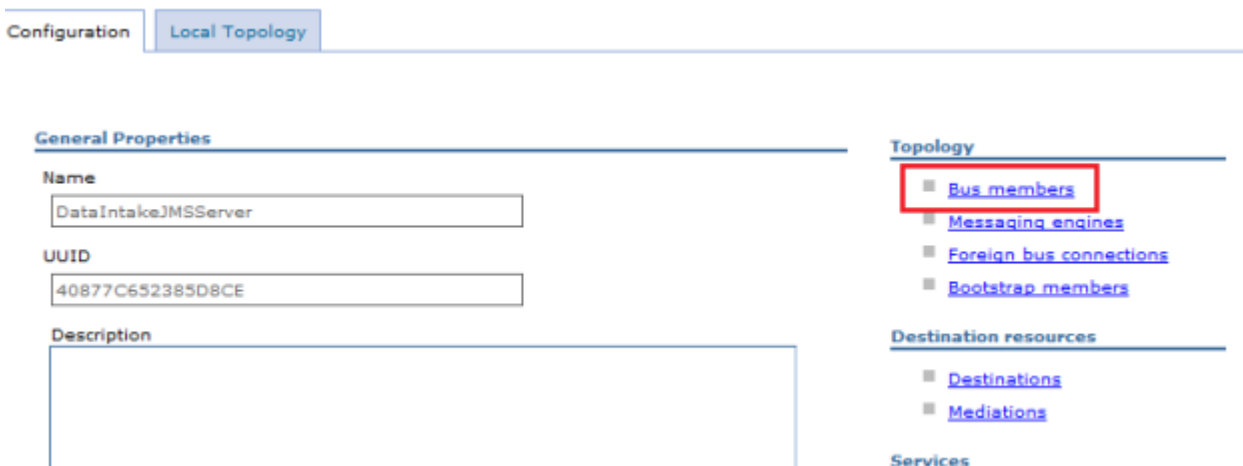 Configuration
Local Topology
General Properties
Name
DataIntakeJMSServer
UUID
40877C652385D8CE
Description
Topology
Bus members
Messaging engines
Foreign bus connections
Bootstrap members
Destination resources
Destinations
Mediations
Services